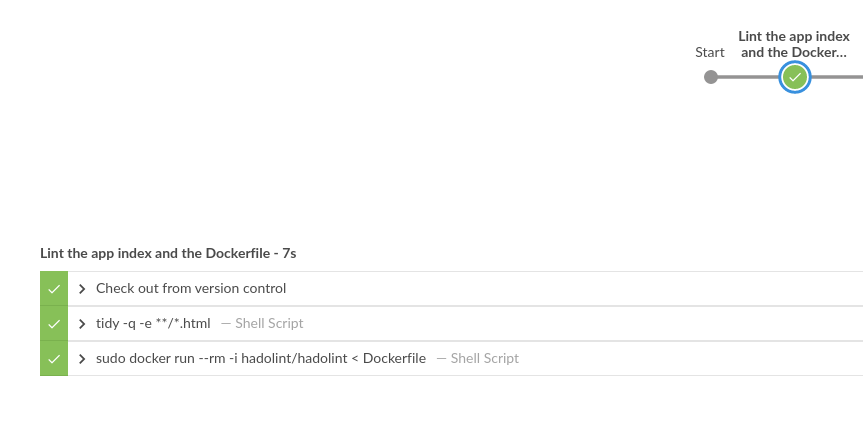 Lint the app index
Start
and the Docker...
Lint the app index and the Dockerfile - 7s
Check out from version control
tidy -q -e **/*.html — Shell Script
sudo docker run --rm -i hadolint/hadolint < Dockerfile — Shell Script